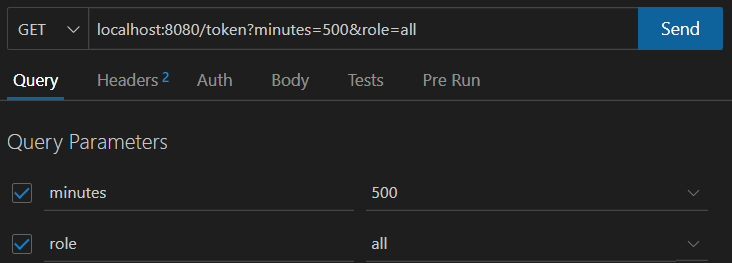 GET localhost:8080/token?minutes=500&role=all Send
Query Headers 2 Auth Body Tests Pre Run
Query Parameters
minutes 500
role all